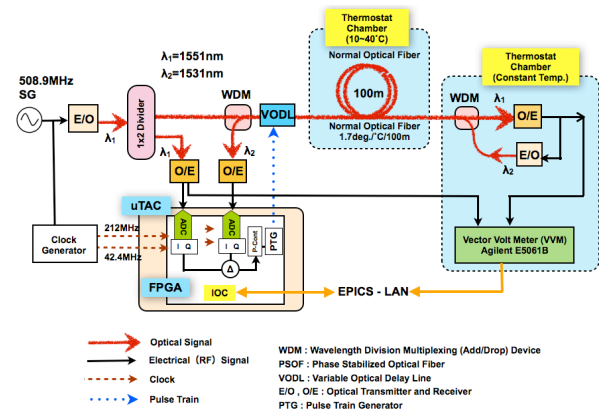 Thermostat
Chamber
(10~40˚C)
λ1=1551nm
λ2=1531nm
Normal Optical Fiber
Thermostat
Chamber
(Constant Temp.)
508.9MHz
SG
E/O
λ1
1X2 Divider
WDM
VODL
100m
Normal Optical Fiber
1.7deg./˚C/100m
WDM
λ1
O/E
E/O
λ2
λ1
λ2
O/E
O/E
uTAC
Clock
Generator
212MHz
42.4MHz
ADC
I Q
ADC
I Q
P-Cont
PTG
Δ
FPGA
IOC
EPICS - LAN
Vector Volt Meter (VVM)
Agilent E5061B
Optical Signal
Electrical (RF) Signal
Clock
Pulse Train
WDM : Wavelength Division Multiplexing (Add/Drop) Device
PSOF : Phase Stabilized Optical Fiber
VODL : Variable Optical Delay Line
E/O , O/E : Optical Transmitter and Receiver
PTG : Pulse Train Generator